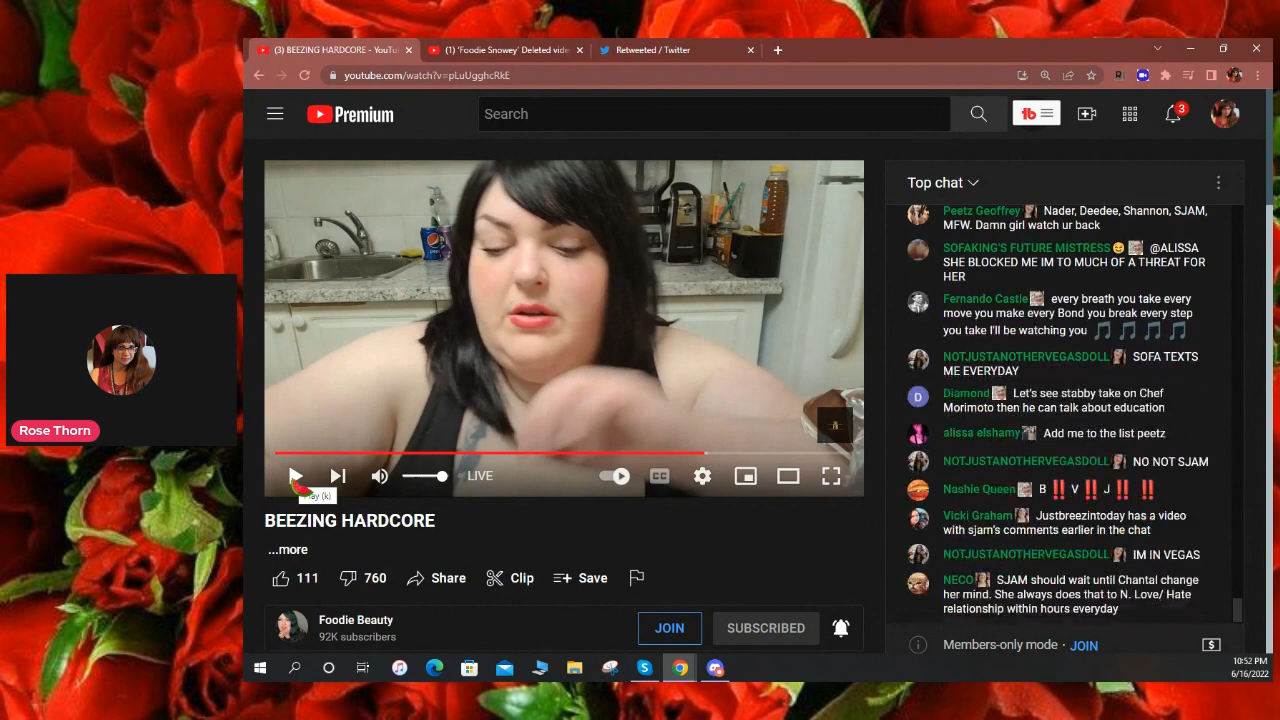 (3) BEEZING HARDCORE - YouTu
(1) 'Foodie Snowey' Deleted vide
Retweeted / Twitter
youtube.com/watch?v=pLuUgghcRkE
Premium
Search
3
Top chat
Peetz Geoffrey Nader, Deedee, Shannon, SJAM,
MFW. Damn girl watch ur back
SOFAKING'S FUTURE MISTRESS😆 @ALISSA
SHE BLOCKED ME IM TO MUCH OF A THREAT FOR
HER
Fernando Castle every breath you take every
move you make every Bond you break every step
you take I'll be watching you 🎵 🎵 🎵 🎵
NOTJUSTANOTHERVEGASDOLL SOFA TEXTS
ME EVERYDAY
D
Diamond Let's see stabby take on Chef
Morimoto then he can talk about education
alissa elshamy Add me to the list peetz
NOTJUSTANOTHERVEGASDOLL NO NOT SJAM
Nashie Queen B ‼️ V ‼️ J ‼️ ‼️
Vicki Graham Justbreezintoday has a video
with sjam's comments earlier in the chat
NOTJUSTANOTHERVEGASDOLL IM IN VEGAS
NECO SJAM should wait until Chantal change
her mind. She always does that to N. Love/ Hate
relationship within hours everyday
Members-only mode · JOIN
pepsi
LIVE
CC
Play (k)
BEEZING HARDCORE
...more
111
760
Share
Clip
Save
Foodie Beauty
92K subscribers
JOIN
SUBSCRIBED
Rose Thorn
10:52 PM
6/16/2022